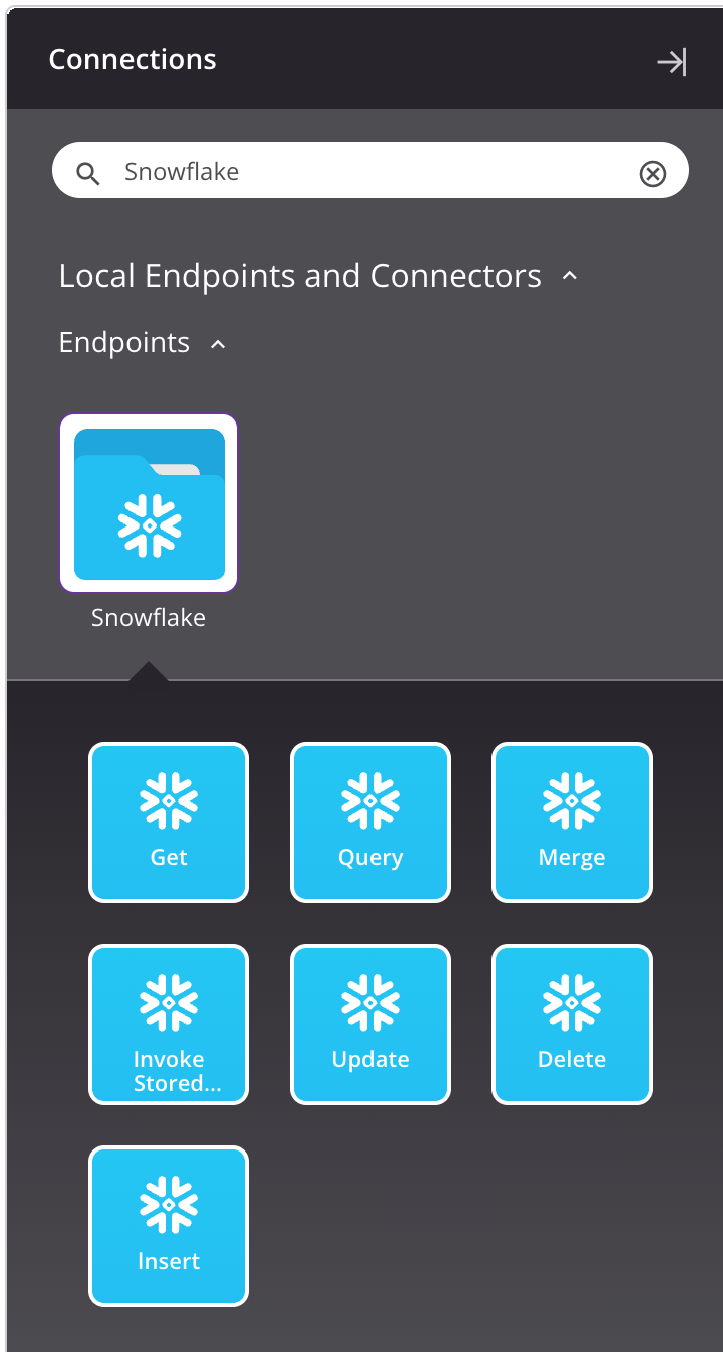 Connections
Snowflake
Local Endpoints and Connectors
Endpoints
Snowflake
Get
Query
Merge
Invoke
Stored...
Update
Delete
Insert